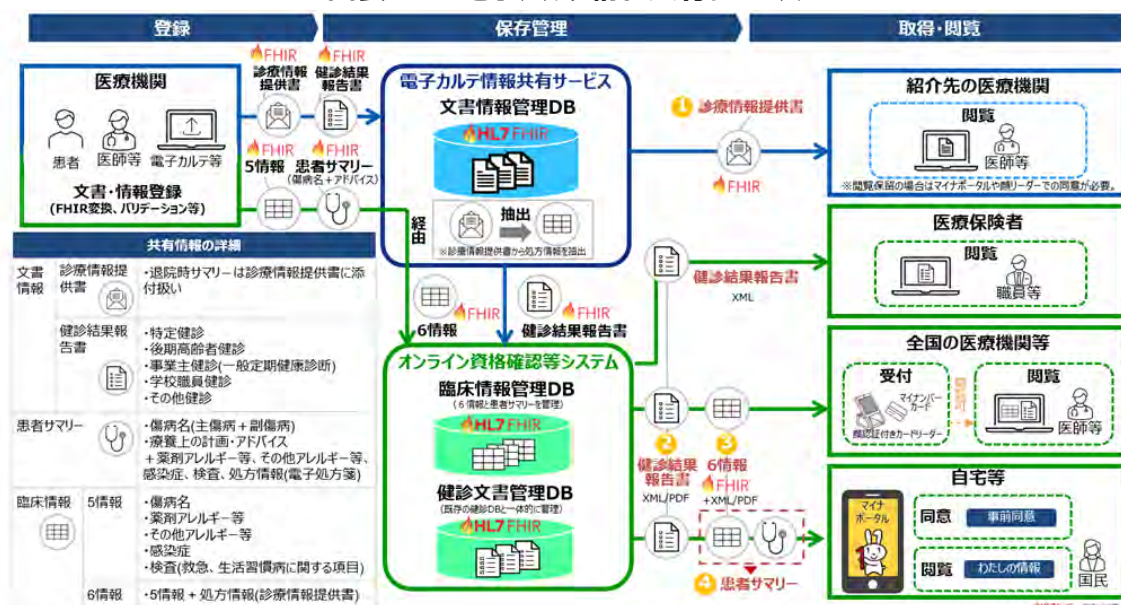 登録
保存管理
取得・閲覧
医療機関
患者
医師等
電子カルテ等
文書・情報登録
(FHIR変換、バリデーション等)
FHIR
診療情報
提供書
FHIR
健診結果
報告書
FHIR
5情報
FHIR
患者サマリー
(傷病名+アドバイス)
電子カルテ情報共有サービス
文書情報管理DB
HL7 FHIR
抽出
※診療情報提供書から処方情報を抽出
経由
6情報
FHIR
FHIR
健診結果報告書
オンライン資格確認等システム
臨床情報管理DB
(6情報と患者サマリーを管理)
HL7 FHIR
健診文書管理DB
(既存の健診DBと一体的に管理)
HL7 FHIR
1 診療情報提供書
FHIR
健診結果報告書
XML
2
健診結果
報告書
XML/PDF
3
6情報
FHIR
+XML/PDF
4 患者サマリー
紹介先の医療機関
閲覧
医師等
※閲覧保留の場合はマイナポータルや顔リーダーでの同意が必要。
医療保険者
閲覧
職員等
全国の医療機関等
受付
マイナンバー
カード
顔認証付きカードリーダー
閲覧
医師等
自宅等
マイナ
ポータル
同意
事前同意
閲覧
わたしの情報
国民
共有情報の詳細
文書
情報
診療情報提
供書
・退院時サマリーは診療情報提供書に添
付扱い
健診結果報
告書
・特定健診
・後期高齢者健診
・事業主健診(一般定期健康診断)
・学校職員健診
・その他健診
患者サマリー
・傷病名(主傷病+副傷病)
・療養上の計画・アドバイス
+薬剤アレルギー等、その他アレルギー等、
感染症、検査、処方情報(電子処方箋)
臨床情報
5情報
・傷病名
・薬剤アレルギー等
・その他アレルギー等
・感染症
・検査(救急、生活習慣病に関する項目)
6情報
・5情報+処方情報(診療情報提供書)